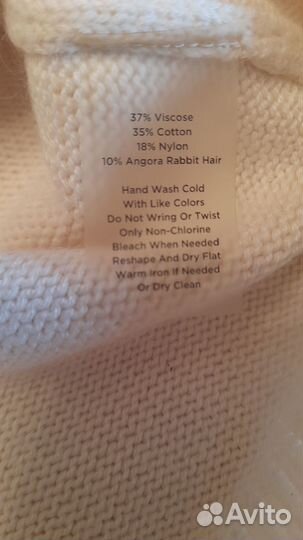 37% Viscose
35% Cotton
18% Nylon
10% Angora Rabbit Hair
Hand Wash Cold
With Like Colors
Do Not Wring Or Twist
Only Non-Chlorine
Bleach When Needed
Reshape And Dry Flat
Warm Iron If Needed
Or Dry Clean
Avito